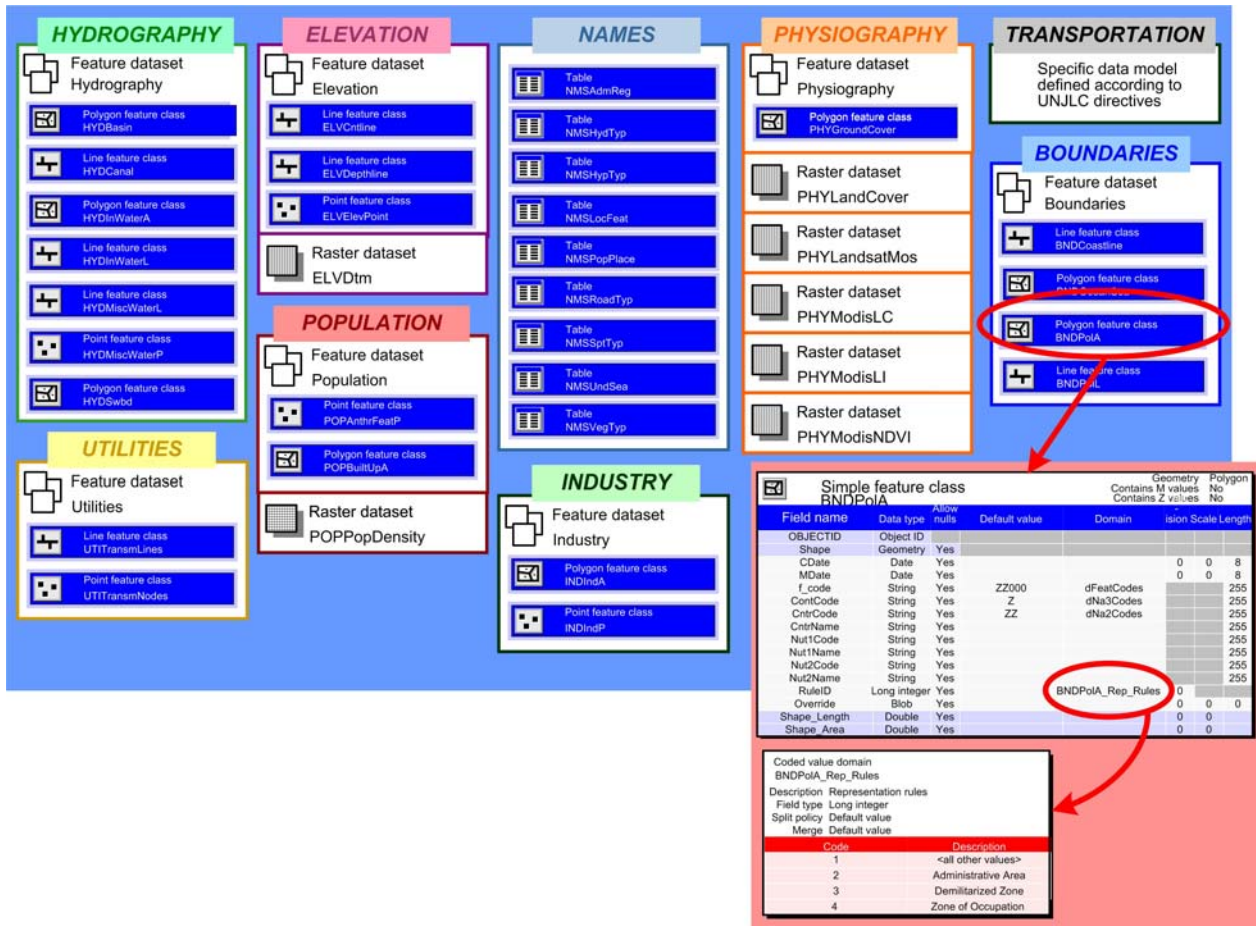 HYDROGRAPHY
Feature dataset
Hydrography
Polygon feature class
HYDBasin
Line feature class
HYDCanal
Polygon feature class
HYDInWaterA
Line feature class
HYDInWaterL
Line feature class
HYDMiscWaterL
Point feature class
HYDMiscWaterP
Polygon feature class
HYDSwbd
UTILITIES
Feature dataset
Utilities
Line feature class
UTITransmLines
Point feature class
UTITransmNodes
ELEVATION
Feature dataset
Elevation
Line feature class
ELVCntline
Line feature class
ELVDepthline
Point feature class
ELVElevPoint
Raster dataset
ELVDtm
POPULATION
Feature dataset
Population
Point feature class
POPAnthrFeatP
Polygon feature class
POPBuiltUpA
Raster dataset
POPPopDensity
NAMES
Table
NMSAdmReg
Table
NMSHydTyp
Table
NMSHypTyp
Table
NMSLocFeat
Table
NMSPopPlace
Table
NMSRoadTyp
Table
NMSSptTyp
Table
NMSUndSea
Table
NMSVegTyp
INDUSTRY
Feature dataset
Industry
Polygon feature class
INDIndA
Point feature class
INDIndP
PHYSIOGRAPHY
Feature dataset
Physiography
Polygon feature class
PHYGroundCover
Raster dataset
PHYLandCover
Raster dataset
PHYLandsatMos
Raster dataset
PHYModisLC
Raster dataset
PHYModisLI
Raster dataset
PHYModisNDVI
TRANSPORTATION
Specific data model
defined according to
UNJLC directives
BOUNDARIES
Feature dataset
Boundaries
Line feature class
BNDCoastline
Polygon feature class
Polygon feature class
BNDPolA
Line feature class
Simple feature class
BNDPolA
Geometry Polygon
Contains M values No
Contains Z values No
Field name Data type Allow nulls Default value Domain ision Scale Length
OBJECTID Object ID
Shape Geometry Yes
CDate Date Yes 0 0 8
MDate Date Yes 0 0 8
f_code String Yes ZZ000 dFeatCodes 255
ContCode String Yes Z dNa3Codes 255
CntrCode String Yes ZZ dNa2Codes 255
CntrName String Yes 255
Nut1Code String Yes 255
Nut1Name String Yes 255
Nut2Code String Yes 255
Nut2Name String Yes 255
RuleID Long integer Yes BNDPolA_Rep_Rules 0
Override Blob Yes 0 0 0
Shape_Length Double Yes 0 0
Shape_Area Double Yes 0 0
Coded value domain
BNDPolA_Rep_Rules
Description Representation rules
Field type Long integer
Split policy Default value
Merge Default value
Code Description
1 <all other values>
2 Administrative Area
3 Demilitarized Zone
4 Zone of Occupation